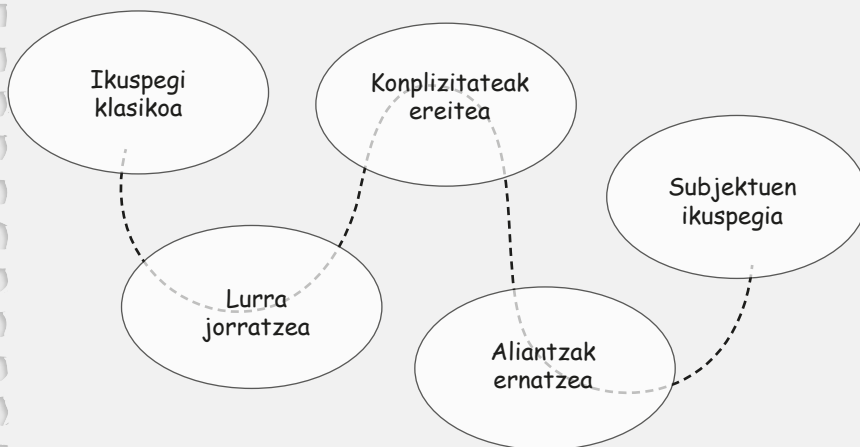 Ikuspegi
klasikoa
Lurra
jorratzea
Konplizitateak
ereitea
Aliantzak
ernatzea
Subjektuen
ikuspegia